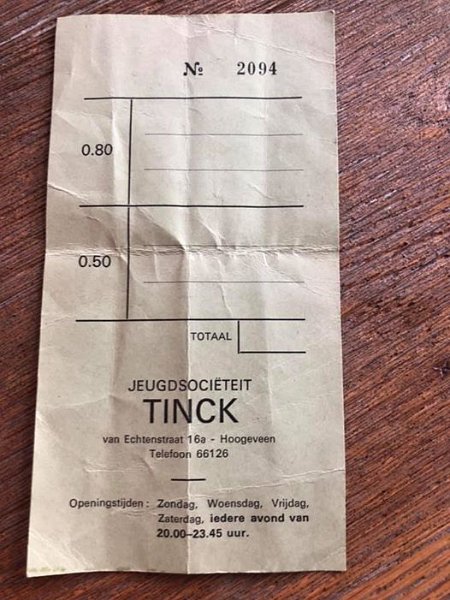 № 2094
0.80
0.50
TOTAAL
JEUGDSOCIËTEIT
TINCK
van Echtenstraat 16a - Hoogeveen
Telefoon 66126
Openingstijden: Zondag, Woensdag, Vrijdag,
Zaterdag, iedere avond van
20.00-23.45 uur.